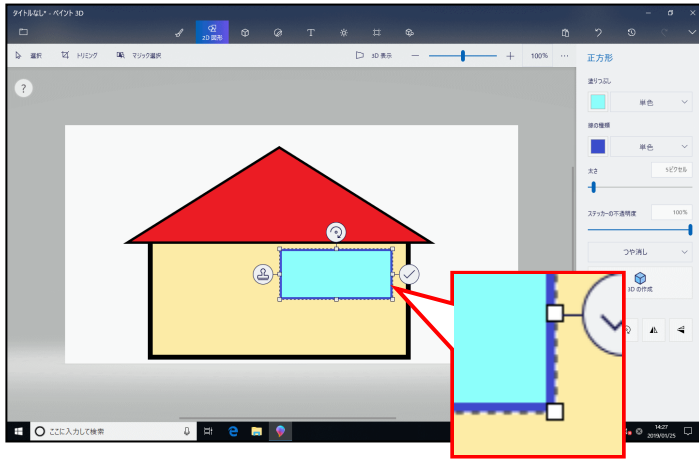 タイトルなし* - ペイント 3D
2D 図形
T
選択
トリミング
マジック選択
3D 表示
100%
正方形
?
塗りつぶし
単色
線の種類
単色
太さ
5ピクセル
ステッカーの不透明度
100%
つや消し
3D の作成
ここに入力して検索
14:27
2019/01/25